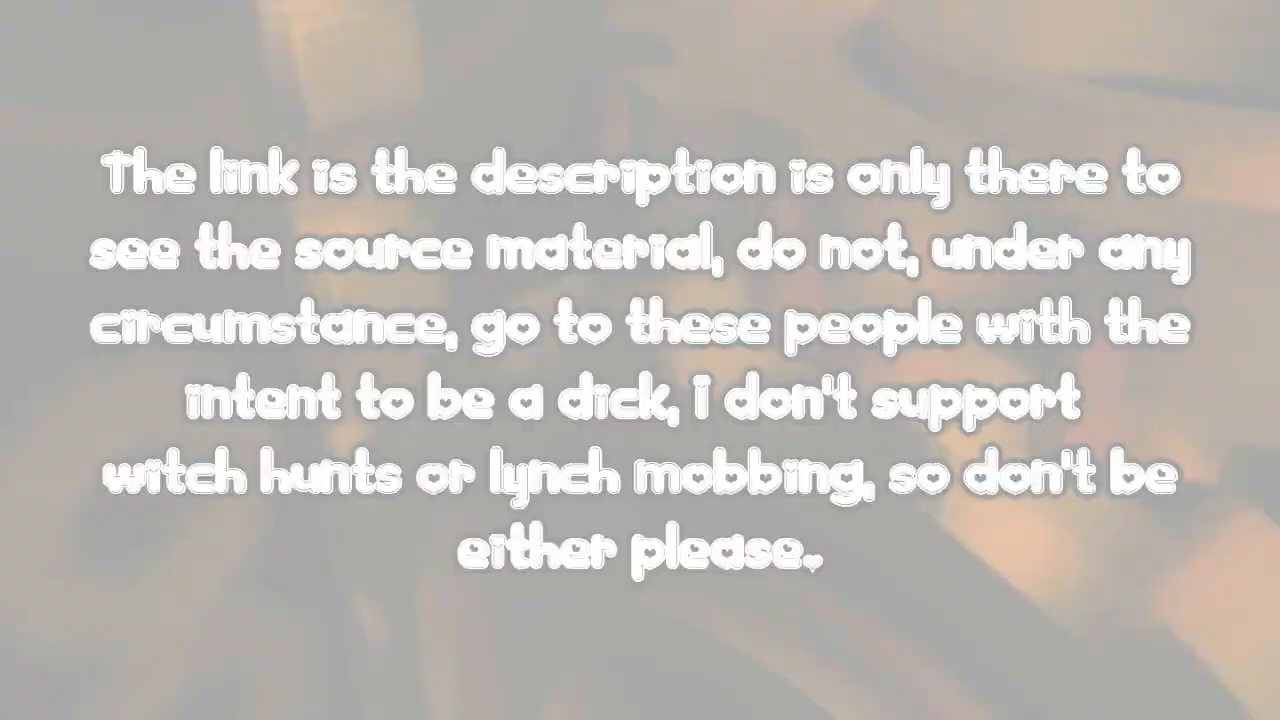 The link is the description is only there to
see the source material, do not, under any
circumstance, go to these people with the
intent to be a dick, i don't support
witch hunts or lynch mobbing, so don't be
either please.